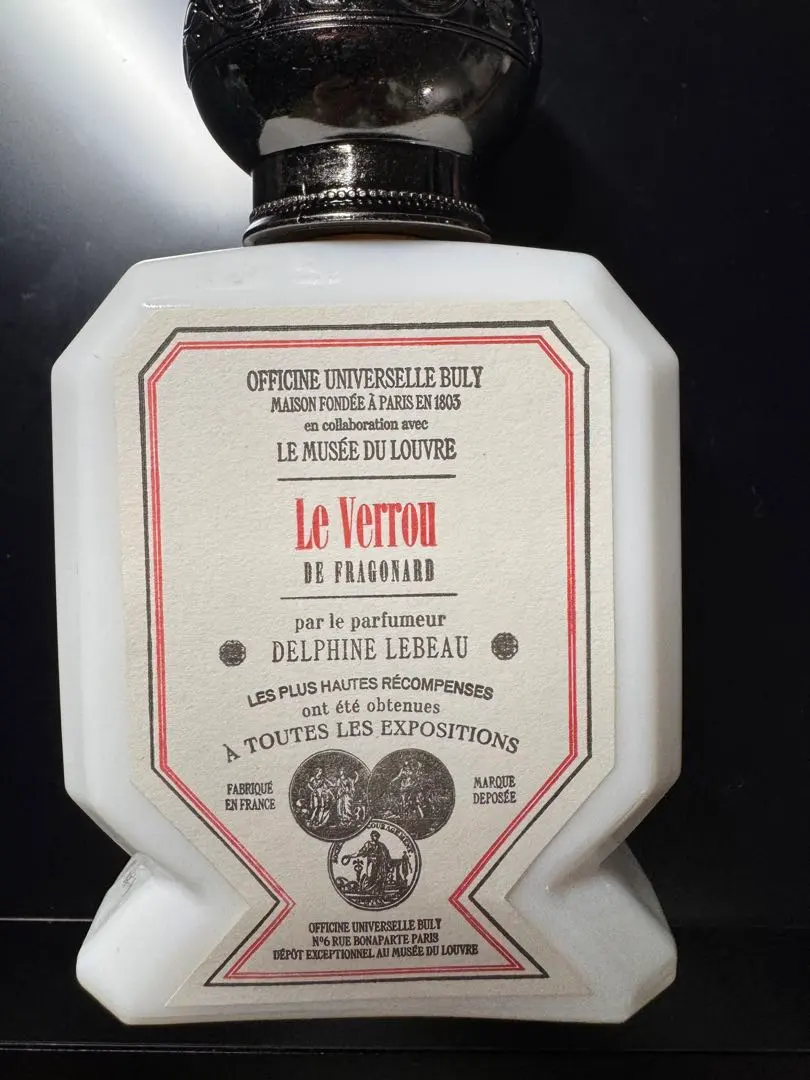 OFFICINE UNIVERSELLE BULY
MAISON FONDÉE À PARIS EN 1803
en collaboration avec
LE MUSÉE DU LOUVRE
Le Verrou
DE FRAGONARD
par le parfumeur
DELPHINE LEBEAU
LES PLUS HAUTES RÉCOMPENSES
ont été obtenues
À TOUTES LES EXPOSITIONS
FABRIQUÉ
EN FRANCE
MARQUE
DEPOSÉE
OFFICINE UNIVERSELLE BULY
Nº6 RUE BONAPARTE PARIS
DÉPÔT EXCEPTIONNEL AU MUSÉE DU LOUVRE